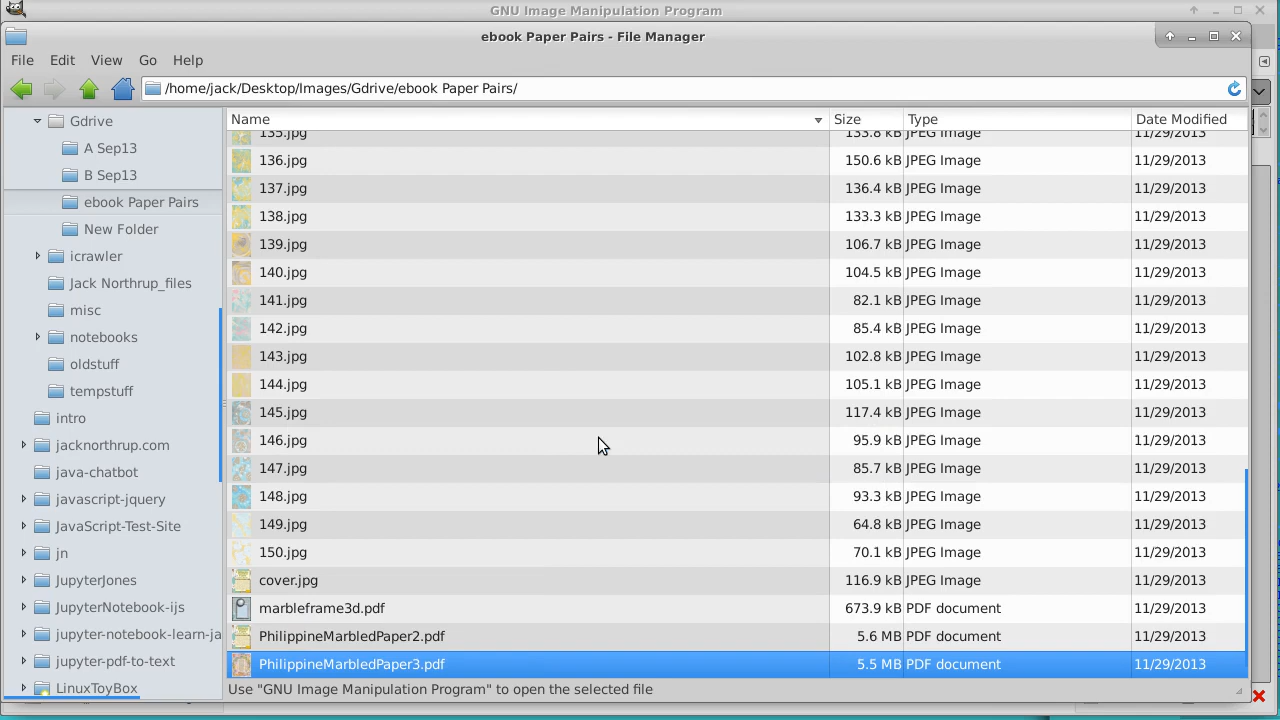 GNU Image Manipulation Program
ebook Paper Pairs - File Manager
File Edit View Go Help
/home/jack/Desktop/Images/Gdrive/ebook Paper Pairs/
Gdrive
A Sep13
B Sep13
ebook Paper Pairs
New Folder
icrawler
Jack Northrup_files
misc
notebooks
oldstuff
tempstuff
intro
jacknorthrup.com
java-chatbot
javascript-jquery
JavaScript-Test-Site
jn
JupyterJones
JupyterNotebook-ijs
jupyter-notebook-learn-ja
jupyter-pdf-to-text
LinuxToyBox
Name Size Type Date Modified
135.jpg 133.8 kB JPEG Image 11/29/2013
136.jpg 150.6 kB JPEG Image 11/29/2013
137.jpg 136.4 kB JPEG Image 11/29/2013
138.jpg 133.3 kB JPEG Image 11/29/2013
139.jpg 106.7 kB JPEG Image 11/29/2013
140.jpg 104.5 kB JPEG Image 11/29/2013
141.jpg 82.1 kB JPEG Image 11/29/2013
142.jpg 85.4 kB JPEG Image 11/29/2013
143.jpg 102.8 kB JPEG Image 11/29/2013
144.jpg 105.1 kB JPEG Image 11/29/2013
145.jpg 117.4 kB JPEG Image 11/29/2013
146.jpg 95.9 kB JPEG Image 11/29/2013
147.jpg 85.7 kB JPEG Image 11/29/2013
148.jpg 93.3 kB JPEG Image 11/29/2013
149.jpg 64.8 kB JPEG Image 11/29/2013
150.jpg 70.1 kB JPEG Image 11/29/2013
cover.jpg 116.9 kB JPEG Image 11/29/2013
marbleframe3d.pdf 673.9 kB PDF document 11/29/2013
PhilippineMarbledPaper2.pdf 5.6 MB PDF document 11/29/2013
PhilippineMarbledPaper3.pdf 5.5 MB PDF document 11/29/2013
Use "GNU Image Manipulation Program" to open the selected file